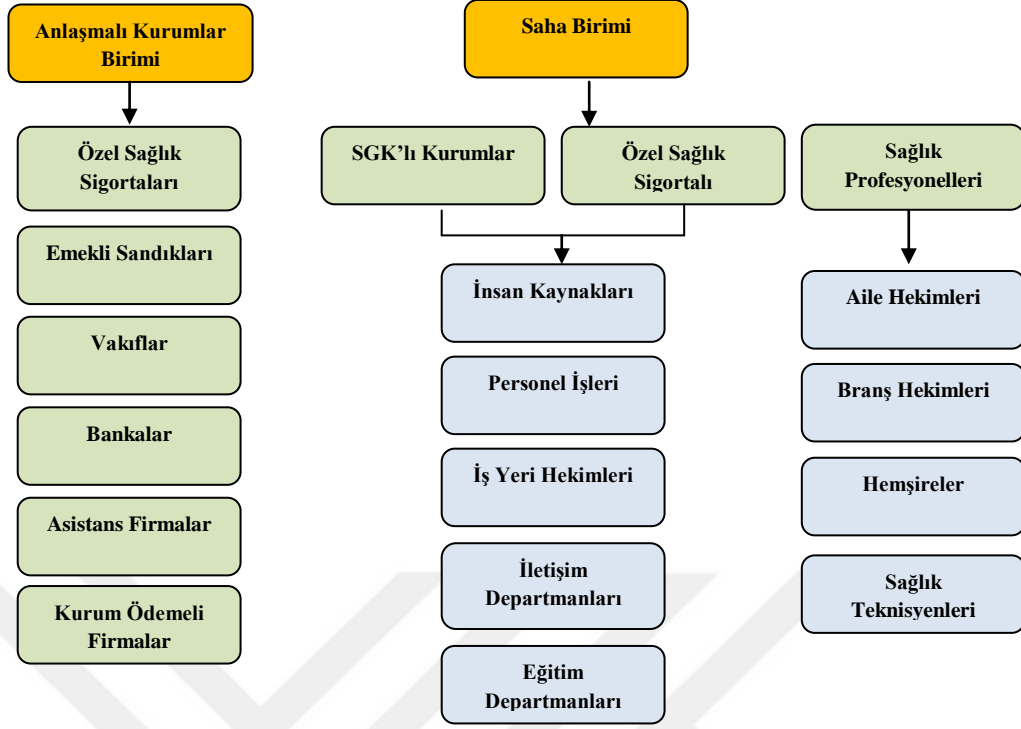 Anlaşmalı Kurumlar
Birimi
Özel Sağlık
Sigortaları
Emekli Sandıkları
Vakıflar
Bankalar
Asistans Firmalar
Kurum Ödemeli
Firmalar
Saha Birimi
SGK’lı Kurumlar
Özel Sağlık
Sigortalı
İnsan Kaynakları
Personel İşleri
İş Yeri Hekimleri
İletişim
Departmanları
Eğitim
Departmanları
Sağlık
Profesyonelleri
Aile Hekimleri
Branş Hekimleri
Hemşireler
Sağlık
Teknisyenleri